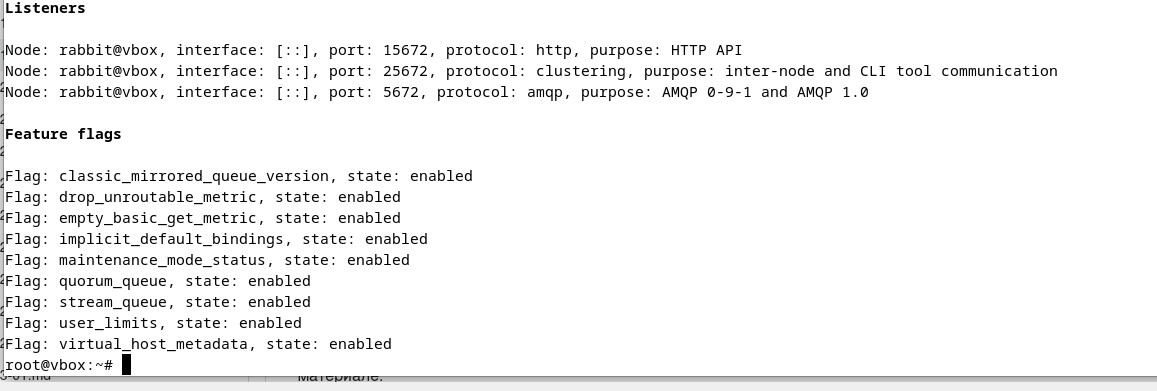 Listeners
Node: rabbit@vbox, interface: [::], port: 15672, protocol: http, purpose: HTTP API
Node: rabbit@vbox, interface: [::], port: 25672, protocol: clustering, purpose: inter-node and CLI tool communication
Node: rabbit@vbox, interface: [::], port: 5672, protocol: amqp, purpose: AMQP 0-9-1 and AMQP 1.0
Feature flags
Flag: classic_mirrored_queue_version, state: enabled
Flag: drop_unroutable_metric, state: enabled
Flag: empty_basic_get_metric, state: enabled
Flag: implicit_default_bindings, state: enabled
Flag: maintenance_mode_status, state: enabled
Flag: quorum_queue, state: enabled
Flag: stream_queue, state: enabled
Flag: user_limits, state: enabled
Flag: virtual_host_metadata, state: enabled
root@vbox:~#